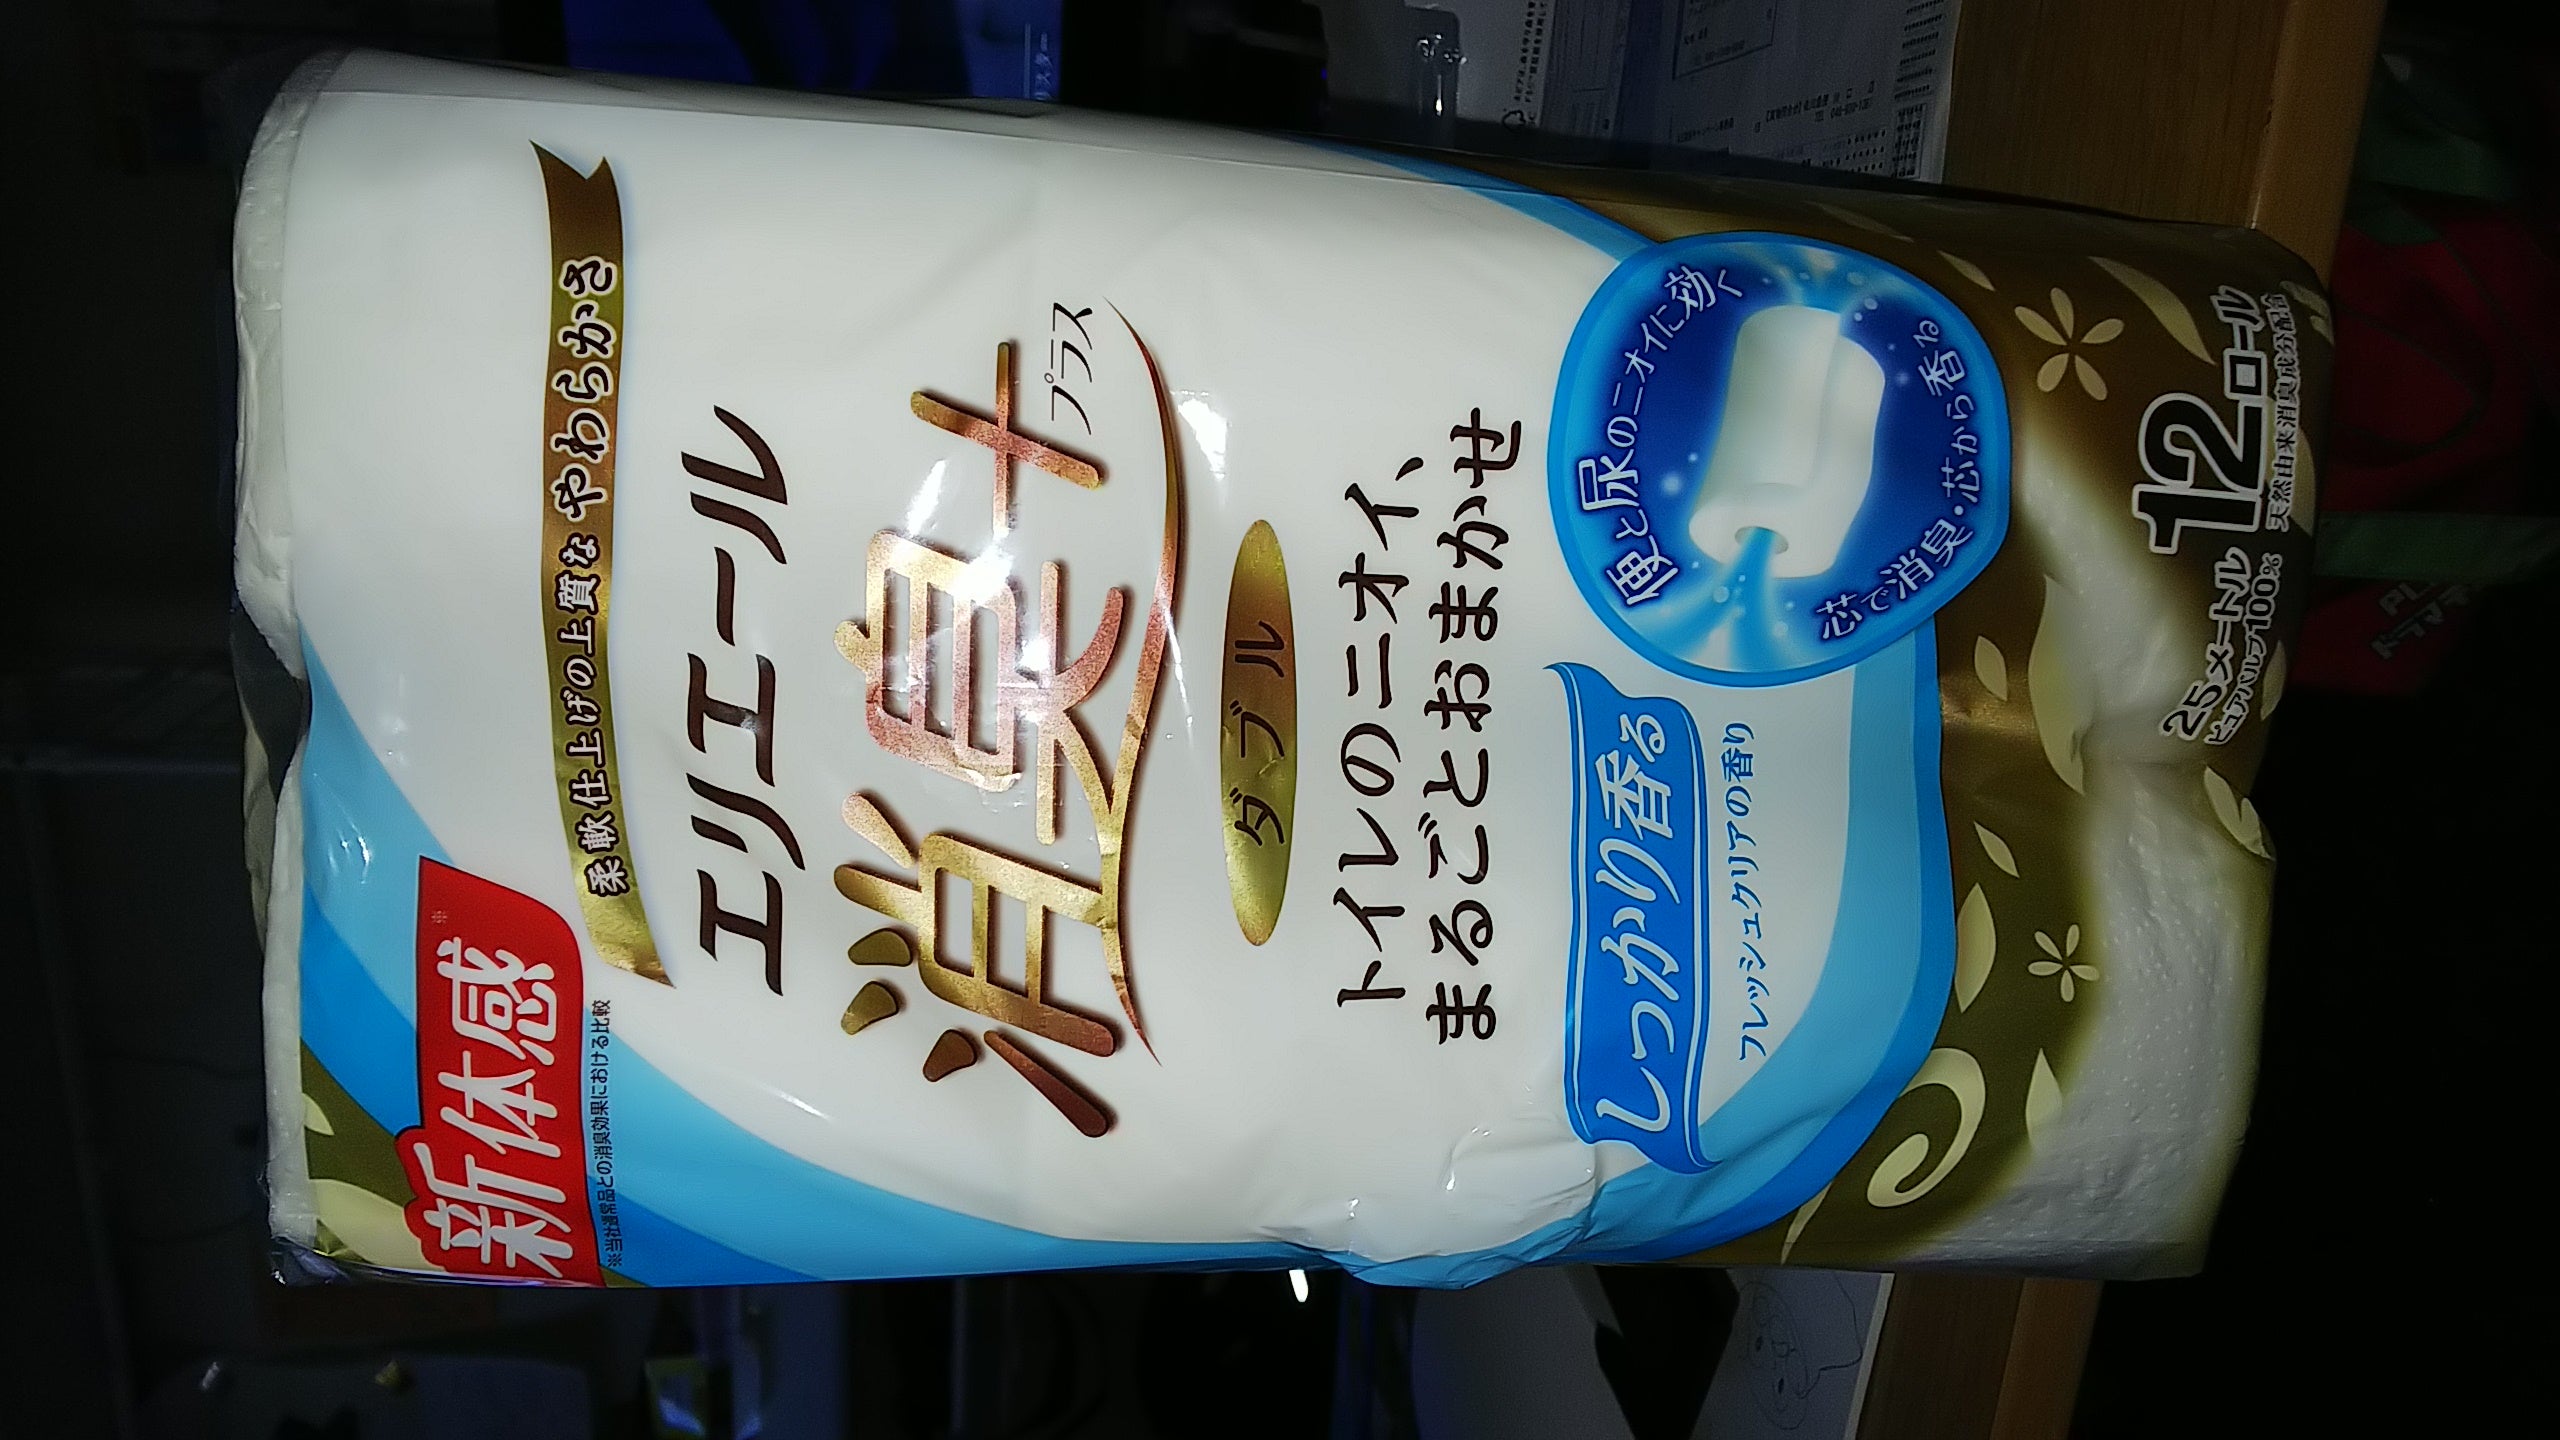 新体感※
※当社通常品との消臭効果における比較
柔軟仕上げの上質なやわらかさ
エリエール
消臭+
プラス
ダブル
トイレのニオイ、
まるごとおまかせ
便と尿のニオイに効く
芯で消臭・芯から香る
しっかり香る
フレッシュクリアの香り
25メートル 12ロール
ピュアパルプ100% 天然由来消臭成分配合